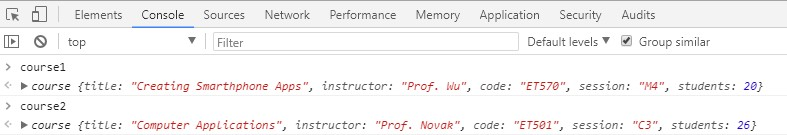 Elements Console Sources Network Performance Memory Application Security Audits
top Filter Default levels Group similar
course1
course {title: "Creating Smarthphone Apps", instructor: "Prof. Wu", code: "ET570", session: "M4", students: 20}
course2
course {title: "Computer Applications", instructor: "Prof. Novak", code: "ET501", session: "C3", students: 26}